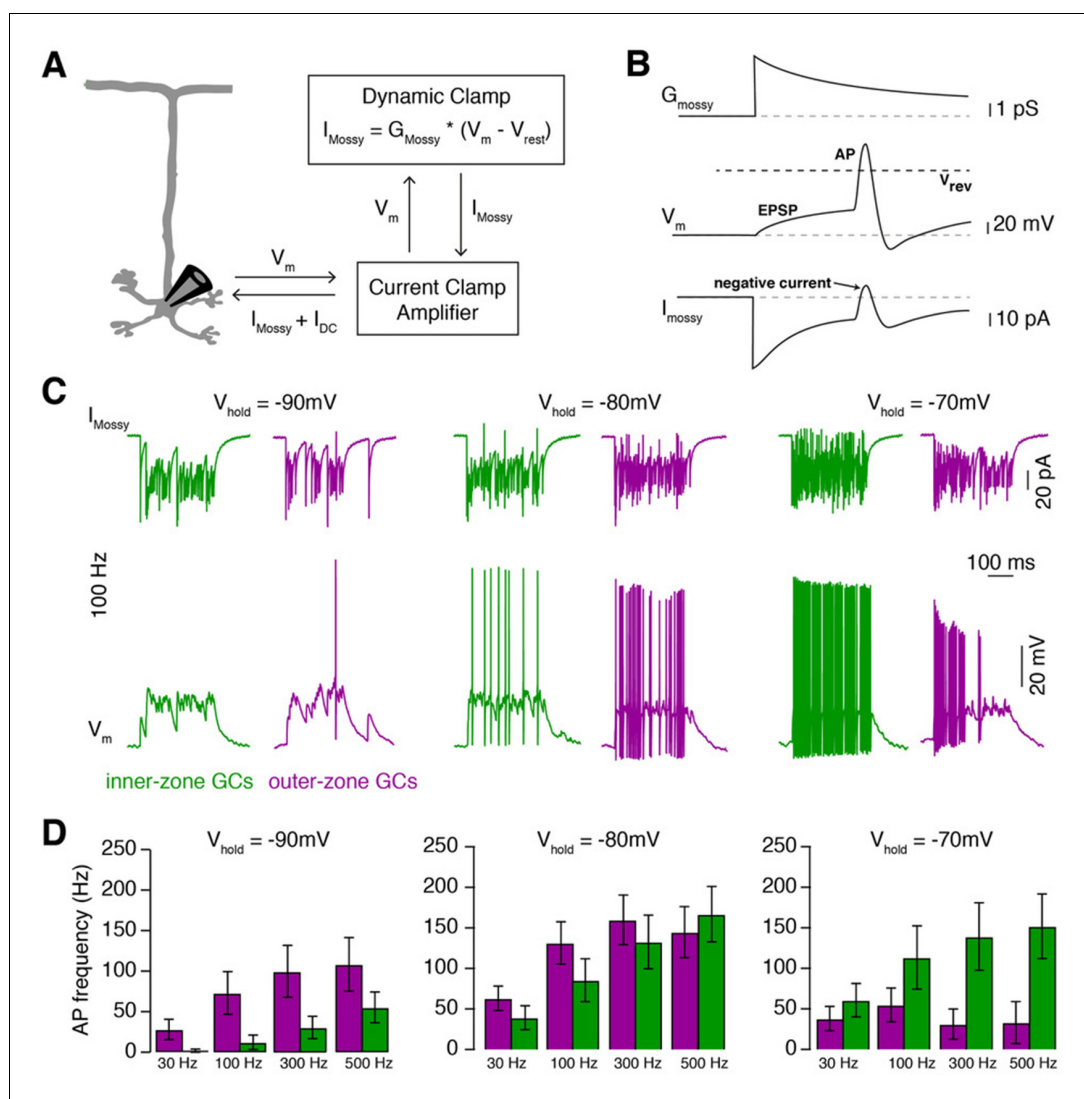 A
Dynamic Clamp
I_Mossy = G_Mossy * (V_m - V_rest)
V_m
I_Mossy
V_m
I_Mossy + I_DC
Current Clamp
Amplifier
B
G_mossy
1 pS
AP
V_rev
EPSP
V_m
20 mV
negative current
I_mossy
10 pA
C
I_Mossy
V_hold = -90mV
V_hold = -80mV
V_hold = -70mV
20 pA
100 Hz
100 ms
20 mV
V_m
inner-zone GCs outer-zone GCs
D
V_hold = -90mV
AP frequency (Hz)
250
200
150
100
50
0
30 Hz 100 Hz 300 Hz 500 Hz
V_hold = -80mV
250
200
150
100
50
0
30 Hz 100 Hz 300 Hz 500 Hz
V_hold = -70mV
250
200
150
100
50
0
30 Hz 100 Hz 300 Hz 500 Hz